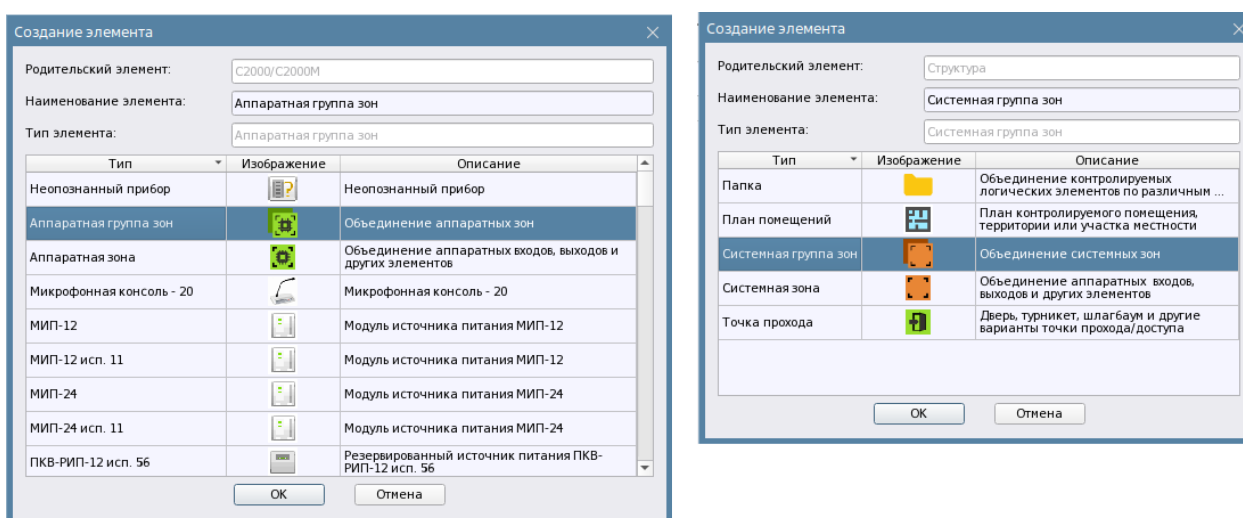 Создание элемента
Родительский элемент:
С2000/С2000М
Наименование элемента:
Аппаратная группа зон
Тип элемента:
Аппаратная группа зон
Тип Изображение Описание
Неопознанный прибор Неопознанный прибор
Аппаратная группа зон Объединение аппаратных зон
Аппаратная зона Объединение аппаратных входов, выходов и
других элементов
Микрофонная консоль - 20 Микрофонная консоль - 20
МИП-12 Модуль источника питания МИП-12
МИП-12 исп. 11 Модуль источника питания МИП-12
МИП-24 Модуль источника питания МИП-24
МИП-24 исп. 11 Модуль источника питания МИП-24
ПКВ-РИП-12 исп. 56 Резервированный источник питания ПКВ-
РИП-12 исп. 56
ОК Отмена
Создание элемента
Родительский элемент:
Структура
Наименование элемента:
Системная группа зон
Тип элемента:
Системная группа зон
Тип Изображение Описание
Папка Объединение контролируемых
логических элементов по различным ...
План помещений План контролируемого помещения,
территории или участка местности
Системная группа зон Объединение системных зон
Системная зона Объединение аппаратных входов,
выходов и других элементов
Точка прохода Дверь, турникет, шлагбаум и другие
варианты точки прохода/доступа
ОК Отмена